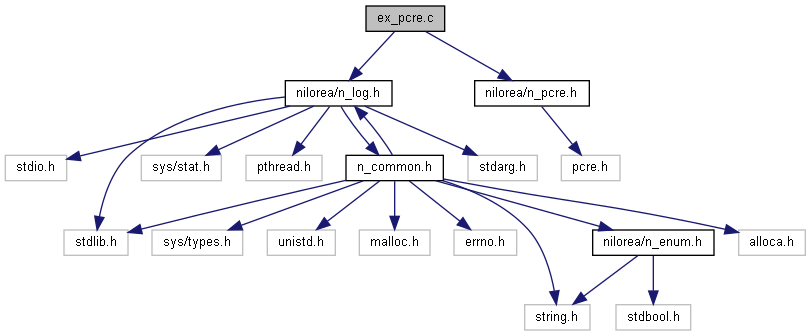 ex_pcre.c
nilorea/n_log.h
nilorea/n_pcre.h
stdio.h
sys/stat.h
pthread.h
n_common.h
stdarg.h
pcre.h
stdlib.h
sys/types.h
unistd.h
malloc.h
errno.h
nilorea/n_enum.h
alloca.h
string.h
stdbool.h